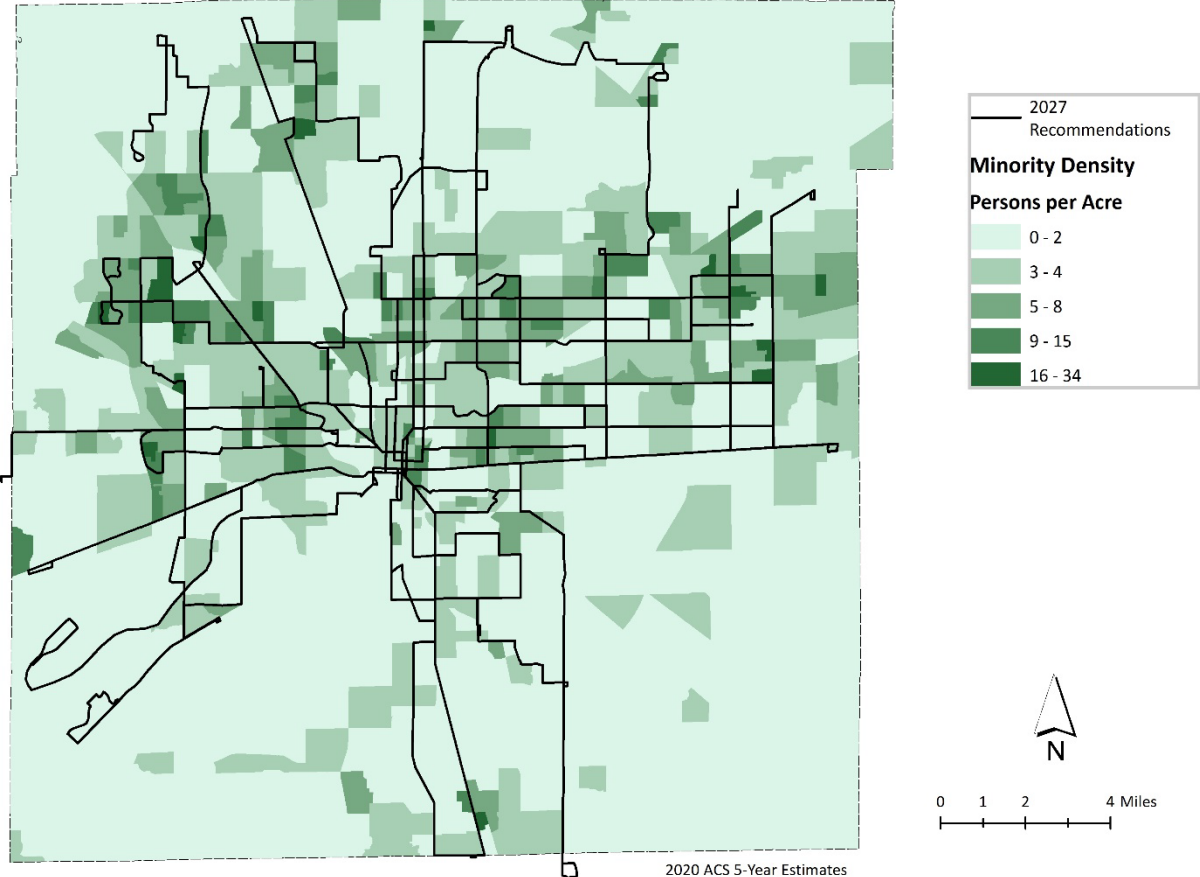 2027
Recommendations
Minority Density
Persons per Acre
0 - 2
3 - 4
5 - 8
9 - 15
16 - 34
N
0 1 2 4 Miles
2020 ACS 5-Year Estimates